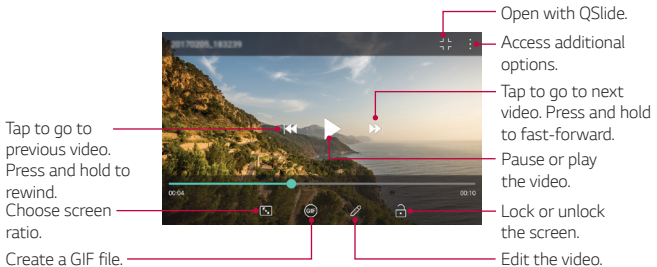 Open with QSlide.
20170205_183239
Access additional
options.
Tap to go to next
video. Press and hold
to fast-forward.
Tap to go to
previous video.
Press and hold to
rewind.
Pause or play
the video.
00:04
00:10
Choose screen
ratio.
GIF
Lock or unlock
the screen.
Create a GIF file.
Edit the video.